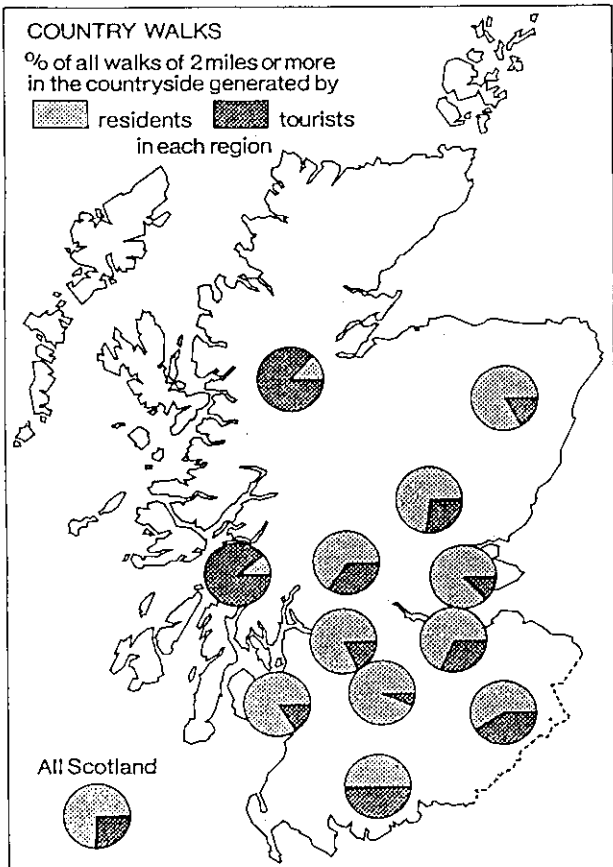 COUNTRY WALKS
% of all walks of 2 miles or more
in the countryside generated by
residents tourists
in each region
All Scotland